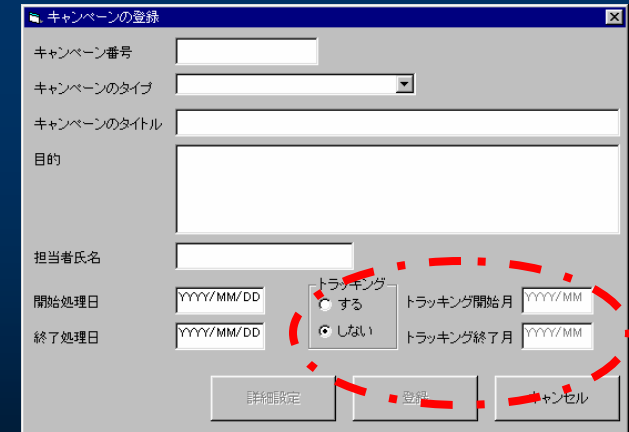 キャンペーンの登録
キャンペーン番号
キャンペーンのタイプ
キャンペーンのタイトル
目的
担当者氏名
開始処理日 YYYY/MM/DD
終了処理日 YYYY/MM/DD
トラッキング
する
しない
トラッキング開始月 YYYY/MM
トラッキング終了月 YYYY/MM
詳細設定 登録 キャンセル